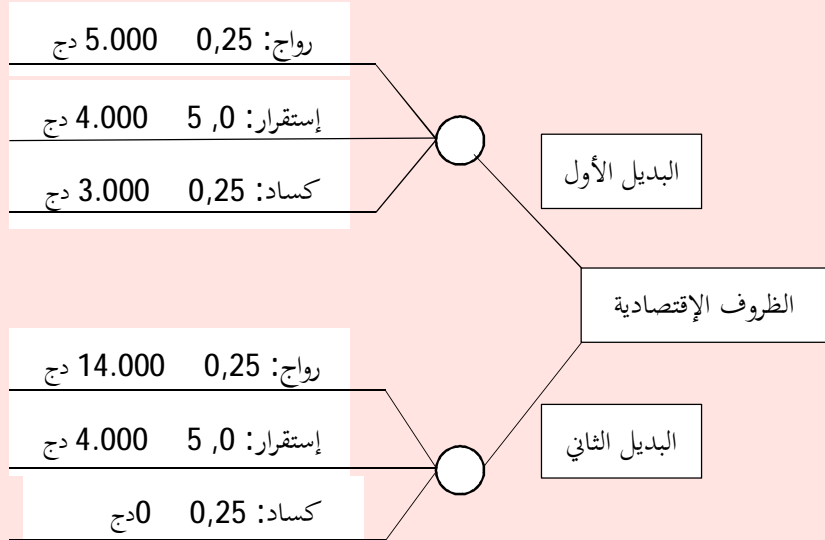 رواج: 0,25 5.000 دج
إستقرار: 0, 5 4.000 دج
كساد: 0,25 3.000 دج
البديل الأول
الظروف الإقتصادية
رواج: 0,25 14.000 دج
إستقرار: 0, 5 4.000 دج
كساد: 0,25 0دج
البديل الثاني